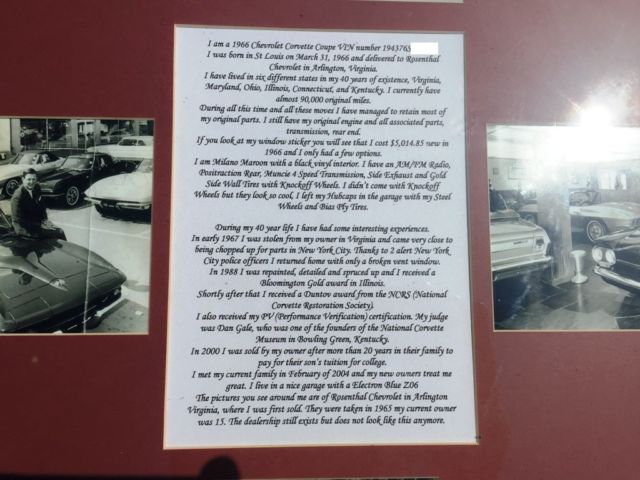 I am a 1966 Chevrolet Corvette Coupe VIN number 1943765
I was born in St Louis on March 31, 1966 and delivered to Rosenthal
Chevrolet in Arlington, Virginia.
I have lived in six different states in my 40 years of existence, Virginia,
Maryland, Ohio, Illinois, Connecticut, and Kentucky. I currently have
almost 90,000 original miles.
During all this time and all these moves I have managed to retain most of
my original parts. I still have my original engine and all associated parts,
transmission, rear end.
If you look at my window sticker you will see that I cost $5,014.85 new in
1966 and I only had a few options.
I am Milano Maroon with a black vinyl interior. I have an AM/FM Radio,
Positraction Rear, Muncie 4 Speed Transmission, Side Exhaust and Gold
Side Wall Tires with Knockoff Wheels. I didn't come with Knockoff
Wheels but they look so cool, I left my Hubcaps in the garage with my Steel
Wheels and Bias Ply Tires.
During my 40 year life I have had some interesting experiences.
In early 1967 I was stolen from my owner in Virginia and came very close to
being chopped up for parts in New York City. Thanks to 2 alert New York
City police officers I returned home with only a broken vent window.
In 1988 I was repainted, detailed and spruced up and I received a
Bloomington Gold award in Illinois.
Shortly after that I received a Duntov award from the NCRS (National
Corvette Restoration Society).
I also received my PV (Performance Verification) certification. My judge
was Dan Gale, who was one of the founders of the National Corvette
Museum in Bowling Green, Kentucky.
In 2000 I was sold by my owner after more than 20 years in their family to
pay for their son's tuition for college.
I met my current family in February of 2004 and my new owners treat me
great. I live in a nice garage with a Electron Blue Z06
The pictures you see around me are of Rosenthal Chevrolet in Arlington
Virginia, where I was first sold. They were taken in 1965 my current owner
was 15. The dealership still exists but does not look like this anymore.